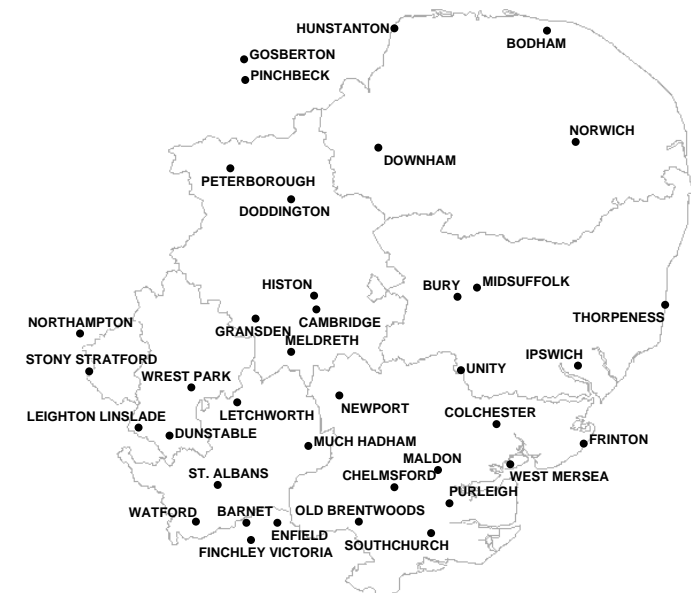 HUNSTANTON
BODHAM
GOSBERTON
PINCHBECK
NORWICH
DOWNHAM
PETERBOROUGH
DODDINGTON
HISTON
BURY
MIDSUFFOLK
THORPENESS
NORTHAMPTON
GRANSDEN
CAMBRIDGE
MELDRETH
STONY STRATFORD
IPSWICH
WREST PARK
UNITY
LETCHWORTH
NEWPORT
COLCHESTER
LEIGHTON LINSLADE
DUNSTABLE
MUCH HADHAM
FRINTON
MALDON
ST. ALBANS
CHELMSFORD
WEST MERSEA
PURLEIGH
WATFORD
BARNET
OLD BRENTWOODS
ENFIELD
SOUTHCHURCH
FINCHLEY VICTORIA